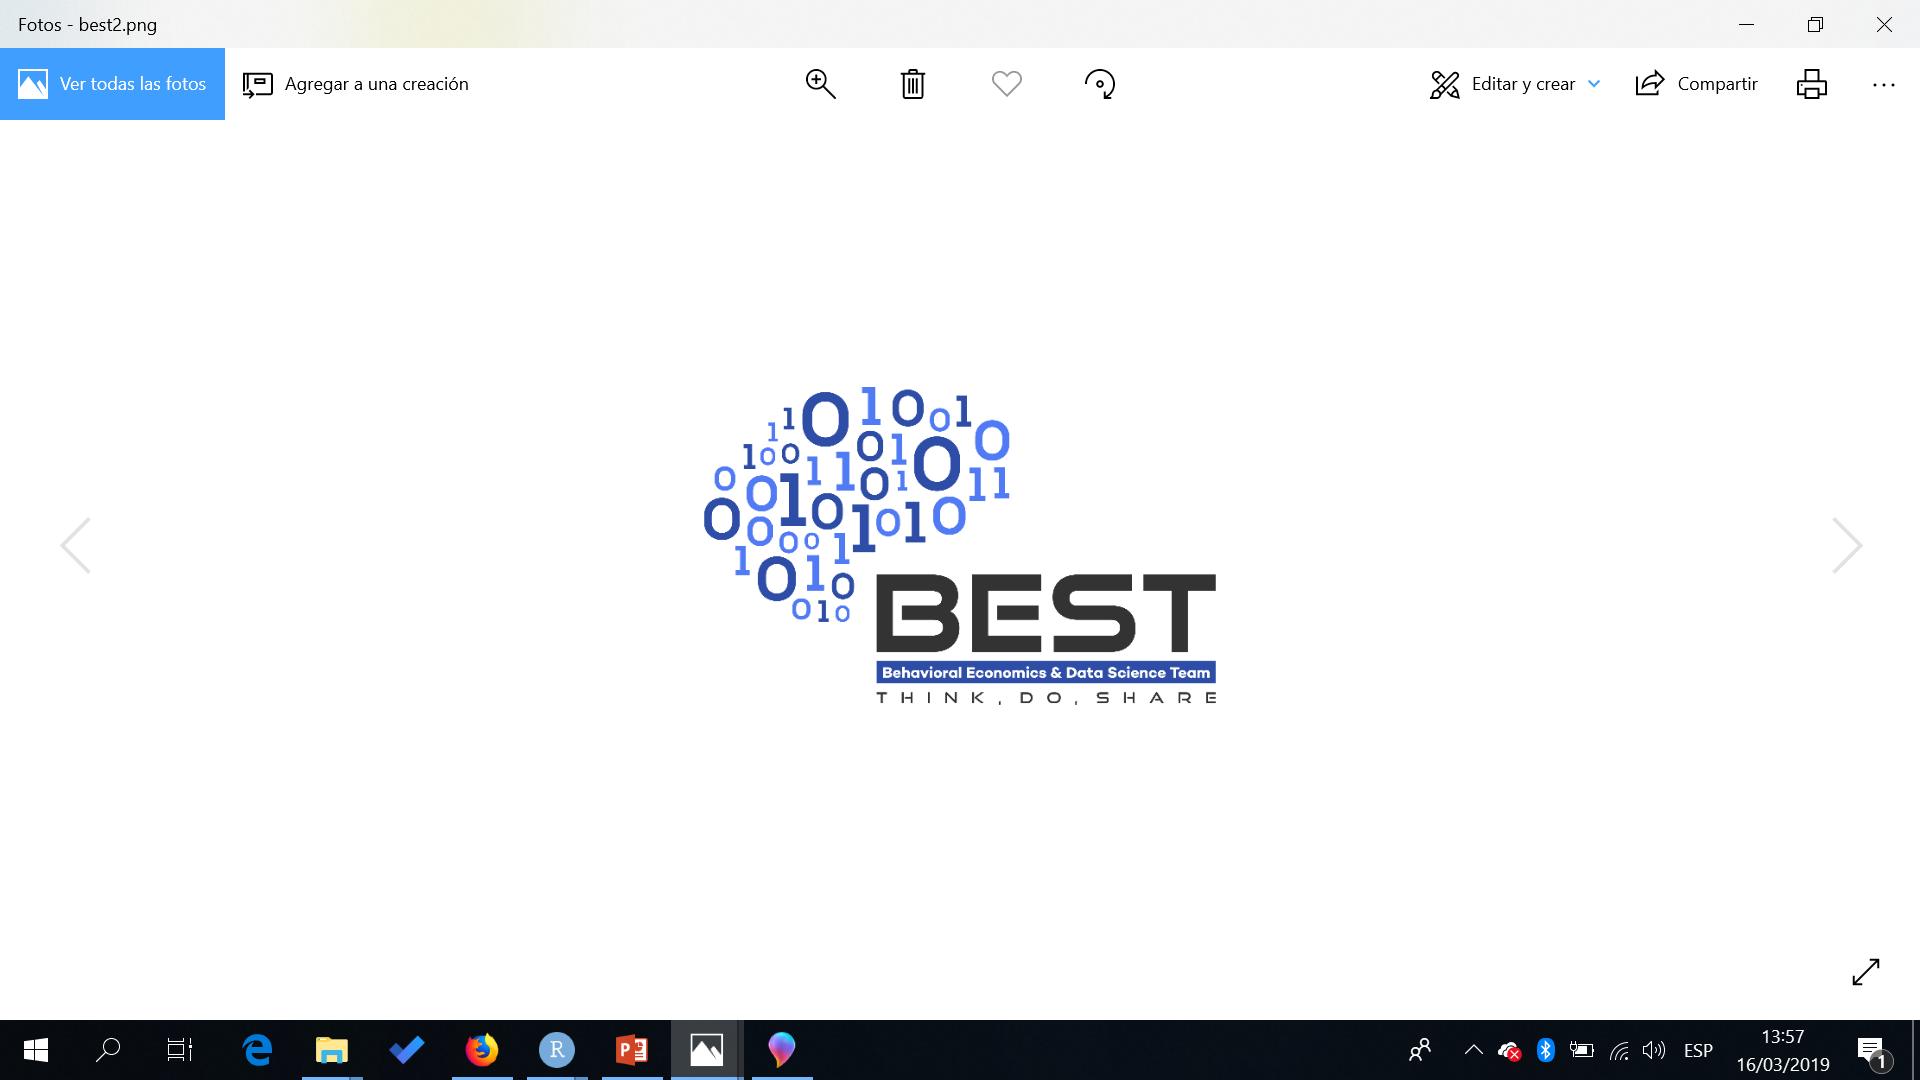 Fotos - best2.png
Ver todas las fotos
Agregar a una creación
Editar y crear
Compartir
BEST
Behavioral Economics & Data Science Team
THINK, DO, SHARE
ESP
13:57
16/03/2019
1